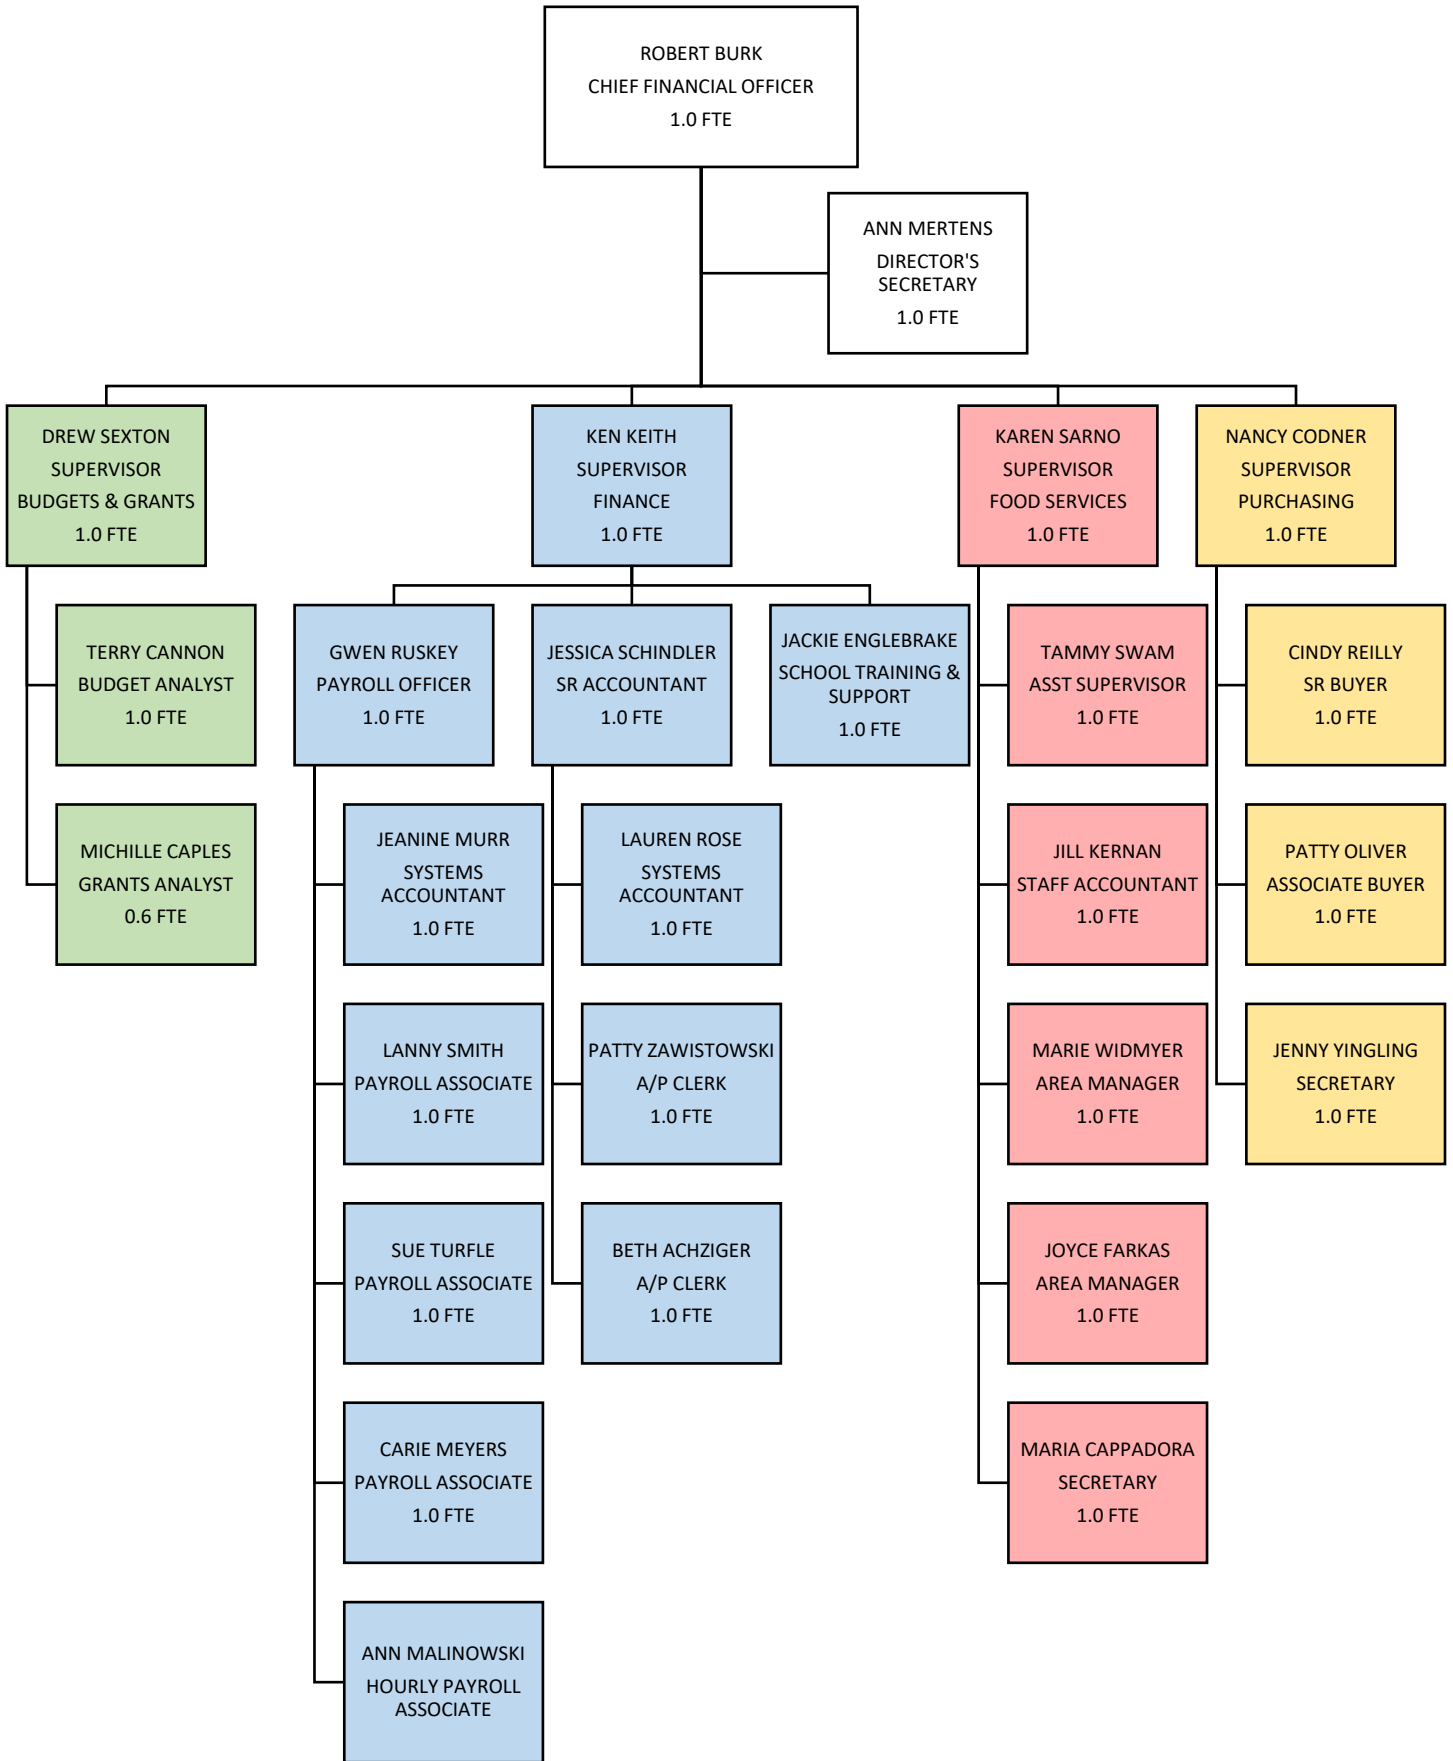 ROBERT BURK
CHIEF FINANCIAL OFFICER
1.0 FTE
ANN MERTENS
DIRECTOR'S
SECRETARY
1.0 FTE
DREW SEXTON
SUPERVISOR
BUDGETS & GRANTS
1.0 FTE
KEN KEITH
SUPERVISOR
FINANCE
1.0 FTE
KAREN SARNO
SUPERVISOR
FOOD SERVICES
1.0 FTE
NANCY CODNER
SUPERVISOR
PURCHASING
1.0 FTE
TERRY CANNON
BUDGET ANALYST
1.0 FTE
GWEN RUSKEY
PAYROLL OFFICER
1.0 FTE
JESSICA SCHINDLER
SR ACCOUNTANT
1.0 FTE
JACKIE ENGLEBRAKE
SCHOOL TRAINING &
SUPPORT
1.0 FTE
TAMMY SWAM
ASST SUPERVISOR
1.0 FTE
CINDY REILLY
SR BUYER
1.0 FTE
MICHILLE CAPLES
GRANTS ANALYST
0.6 FTE
JEANINE MURR
SYSTEMS
ACCOUNTANT
1.0 FTE
LAUREN ROSE
SYSTEMS
ACCOUNTANT
1.0 FTE
JILL KERNAN
STAFF ACCOUNTANT
1.0 FTE
PATTY OLIVER
ASSOCIATE BUYER
1.0 FTE
LANNY SMITH
PAYROLL ASSOCIATE
1.0 FTE
PATTY ZAWISTOWSKI
A/P CLERK
1.0 FTE
MARIE WIDMYER
AREA MANAGER
1.0 FTE
JENNY YINGLING
SECRETARY
1.0 FTE
SUE TURFLE
PAYROLL ASSOCIATE
1.0 FTE
BETH ACHZIGER
A/P CLERK
1.0 FTE
JOYCE FARKAS
AREA MANAGER
1.0 FTE
CARIE MEYERS
PAYROLL ASSOCIATE
1.0 FTE
MARIA CAPPADORA
SECRETARY
1.0 FTE
ANN MALINOWSKI
HOURLY PAYROLL
ASSOCIATE